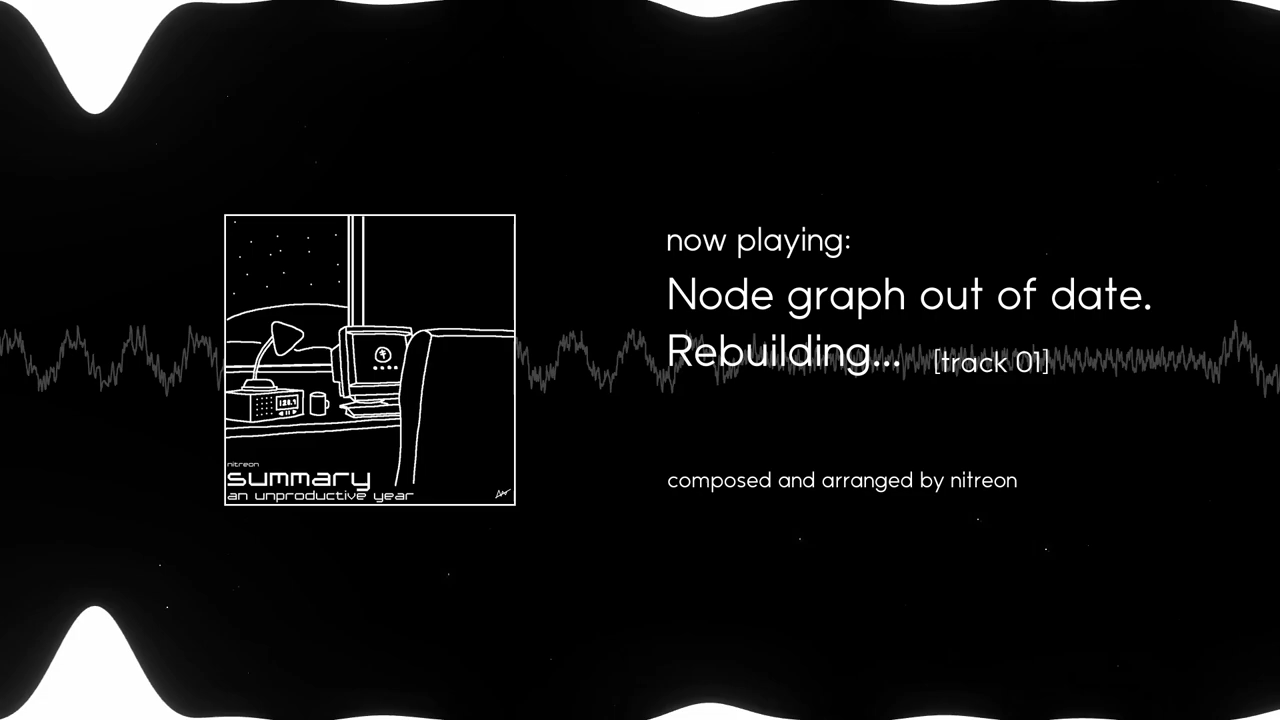 now playing:
Node graph out of date.
Rebuilding... [track 01]
composed and arranged by nitreon
nitreon
summary
an unproductive year